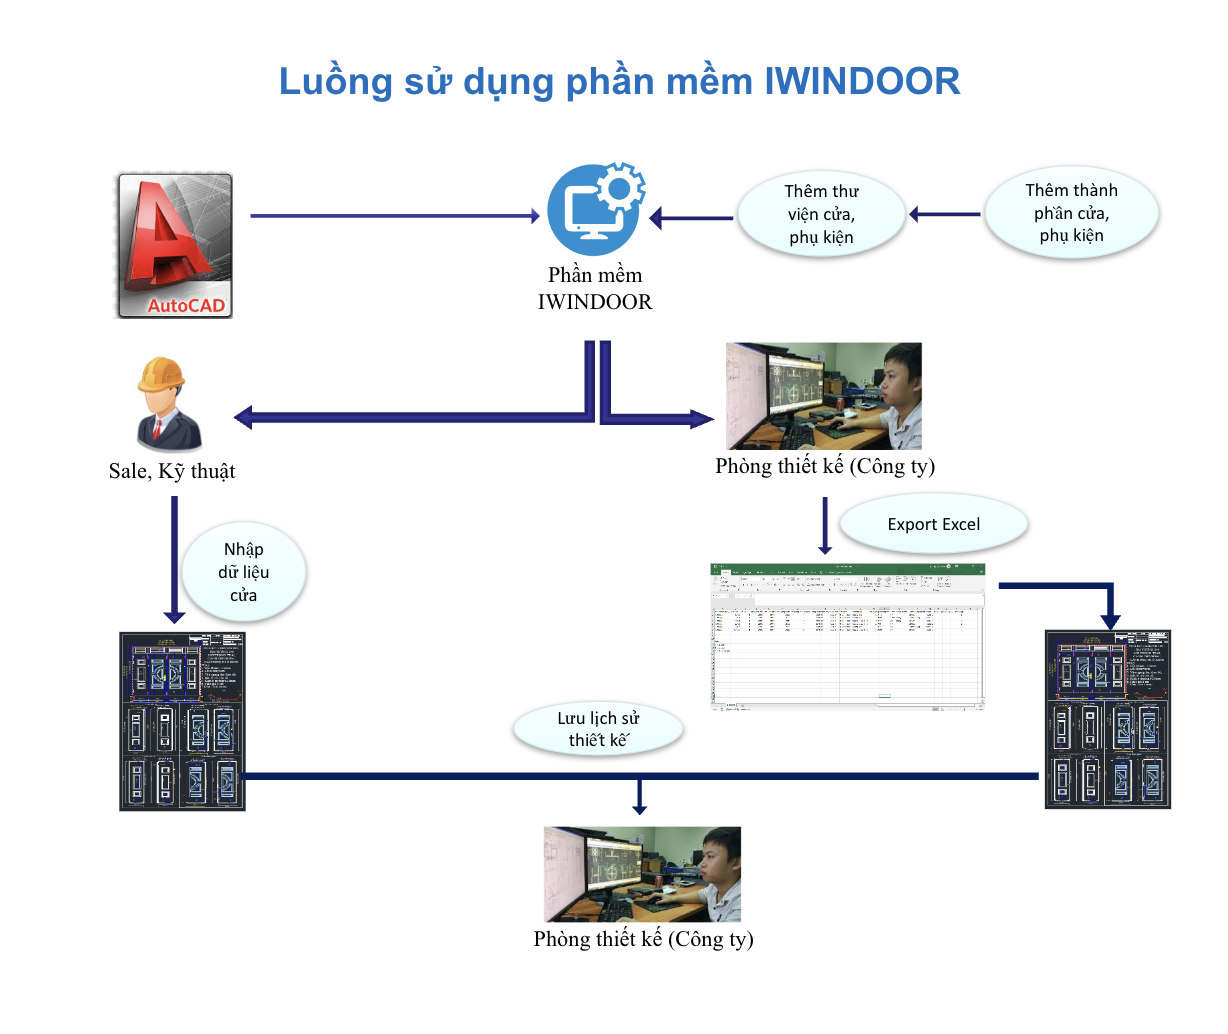 Luồng sử dụng phần mềm IWINDOOR
AutoCAD
Phần mềm
IWINDOOR
Thêm thư
viện cửa,
phụ kiện
Thêm thành
phần cửa,
phụ kiện
Sale, Kỹ thuật
Phòng thiết kế (Công ty)
Nhập
dữ liệu
cửa
Export Excel
Lưu lịch sử
thiết kế
Phòng thiết kế (Công ty)